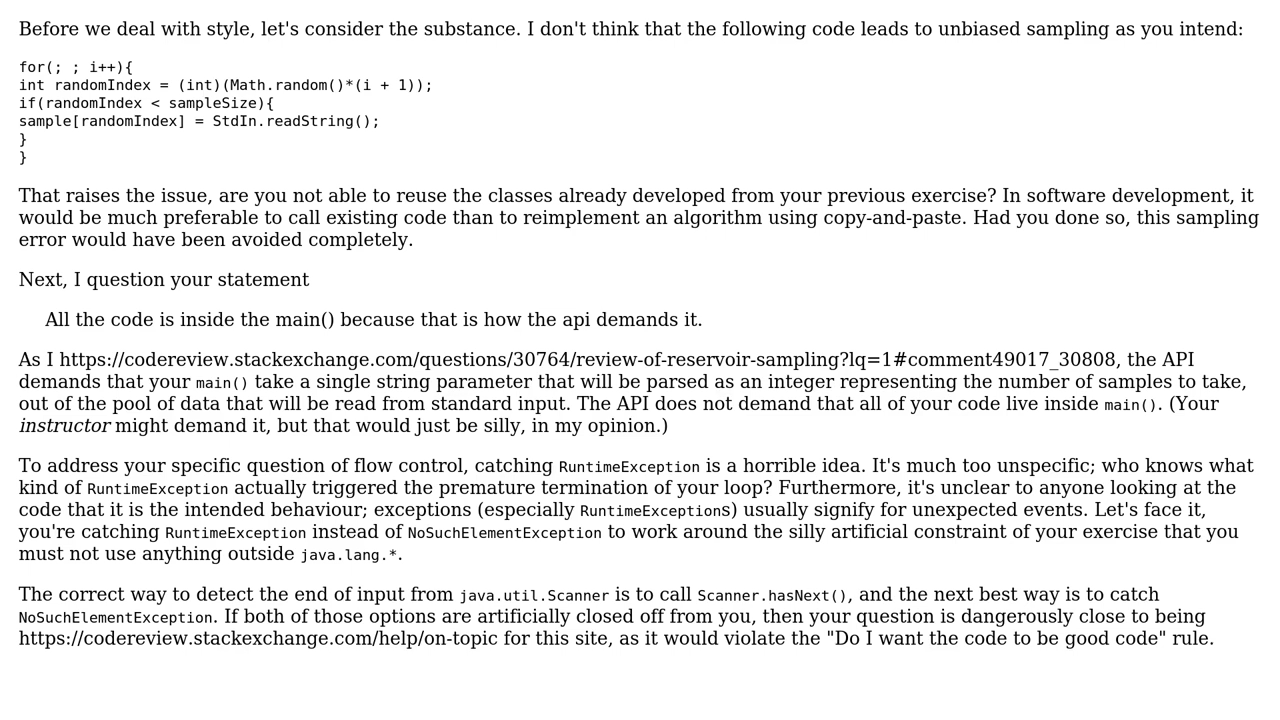 Before we deal with style, let's consider the substance. I don't think that the following code leads to unbiased sampling as you intend:
for(; ; i++){
int randomIndex = (int)(Math.random()*(i + 1));
if(randomIndex < sampleSize){
sample[randomIndex] = StdIn.readString();
}
}
That raises the issue, are you not able to reuse the classes already developed from your previous exercise? In software development, it
would be much preferable to call existing code than to reimplement an algorithm using copy-and-paste. Had you done so, this sampling
error would have been avoided completely.
Next, I question your statement
All the code is inside the main() because that is how the api demands it.
As I https://codereview.stackexchange.com/questions/30764/review-of-reservoir-sampling?lq=1#comment49017_30808, the API
demands that your main() take a single string parameter that will be parsed as an integer representing the number of samples to take,
out of the pool of data that will be read from standard input. The API does not demand that all of your code live inside main(). (Your
instructor might demand it, but that would just be silly, in my opinion.)
To address your specific question of flow control, catching RuntimeException is a horrible idea. It's much too unspecific; who knows what
kind of RuntimeException actually triggered the premature termination of your loop? Furthermore, it's unclear to anyone looking at the
code that it is the intended behaviour; exceptions (especially RuntimeExceptions) usually signify for unexpected events. Let's face it,
you're catching RuntimeException instead of NoSuchElementException to work around the silly artificial constraint of your exercise that you
must not use anything outside java.lang.*.
The correct way to detect the end of input from java.util.Scanner is to call Scanner.hasNext(), and the next best way is to catch
NoSuchElementException. If both of those options are artificially closed off from you, then your question is dangerously close to being
https://codereview.stackexchange.com/help/on-topic for this site, as it would violate the "Do I want the code to be good code" rule.